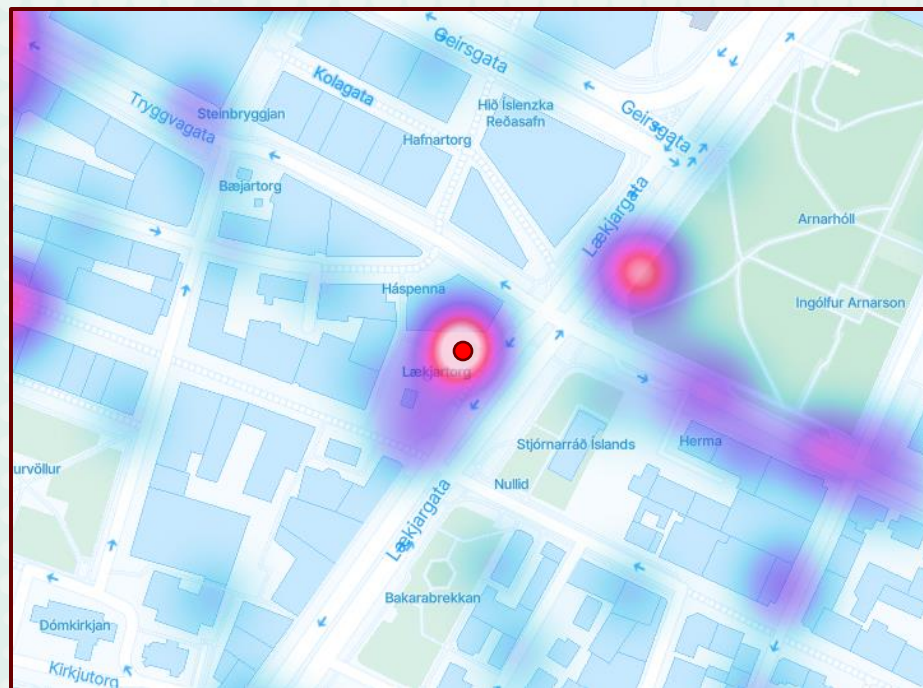 Geirsgata
Kolagata
Hið Íslenzka
Reðasafn
Steinbryggjan
Tryggvagata
Geirsgata
Hafnartorg
Bæjartorg
Lækjargata
Arnarhóll
Háspenna
Ingólfur Arnarson
Lækjartorg
Stjórnarráð Íslands
Herma
urvöllur
Nullið
Lækjargata
Bakarabrekkan
Dómkirkjan
Kirkjutorg